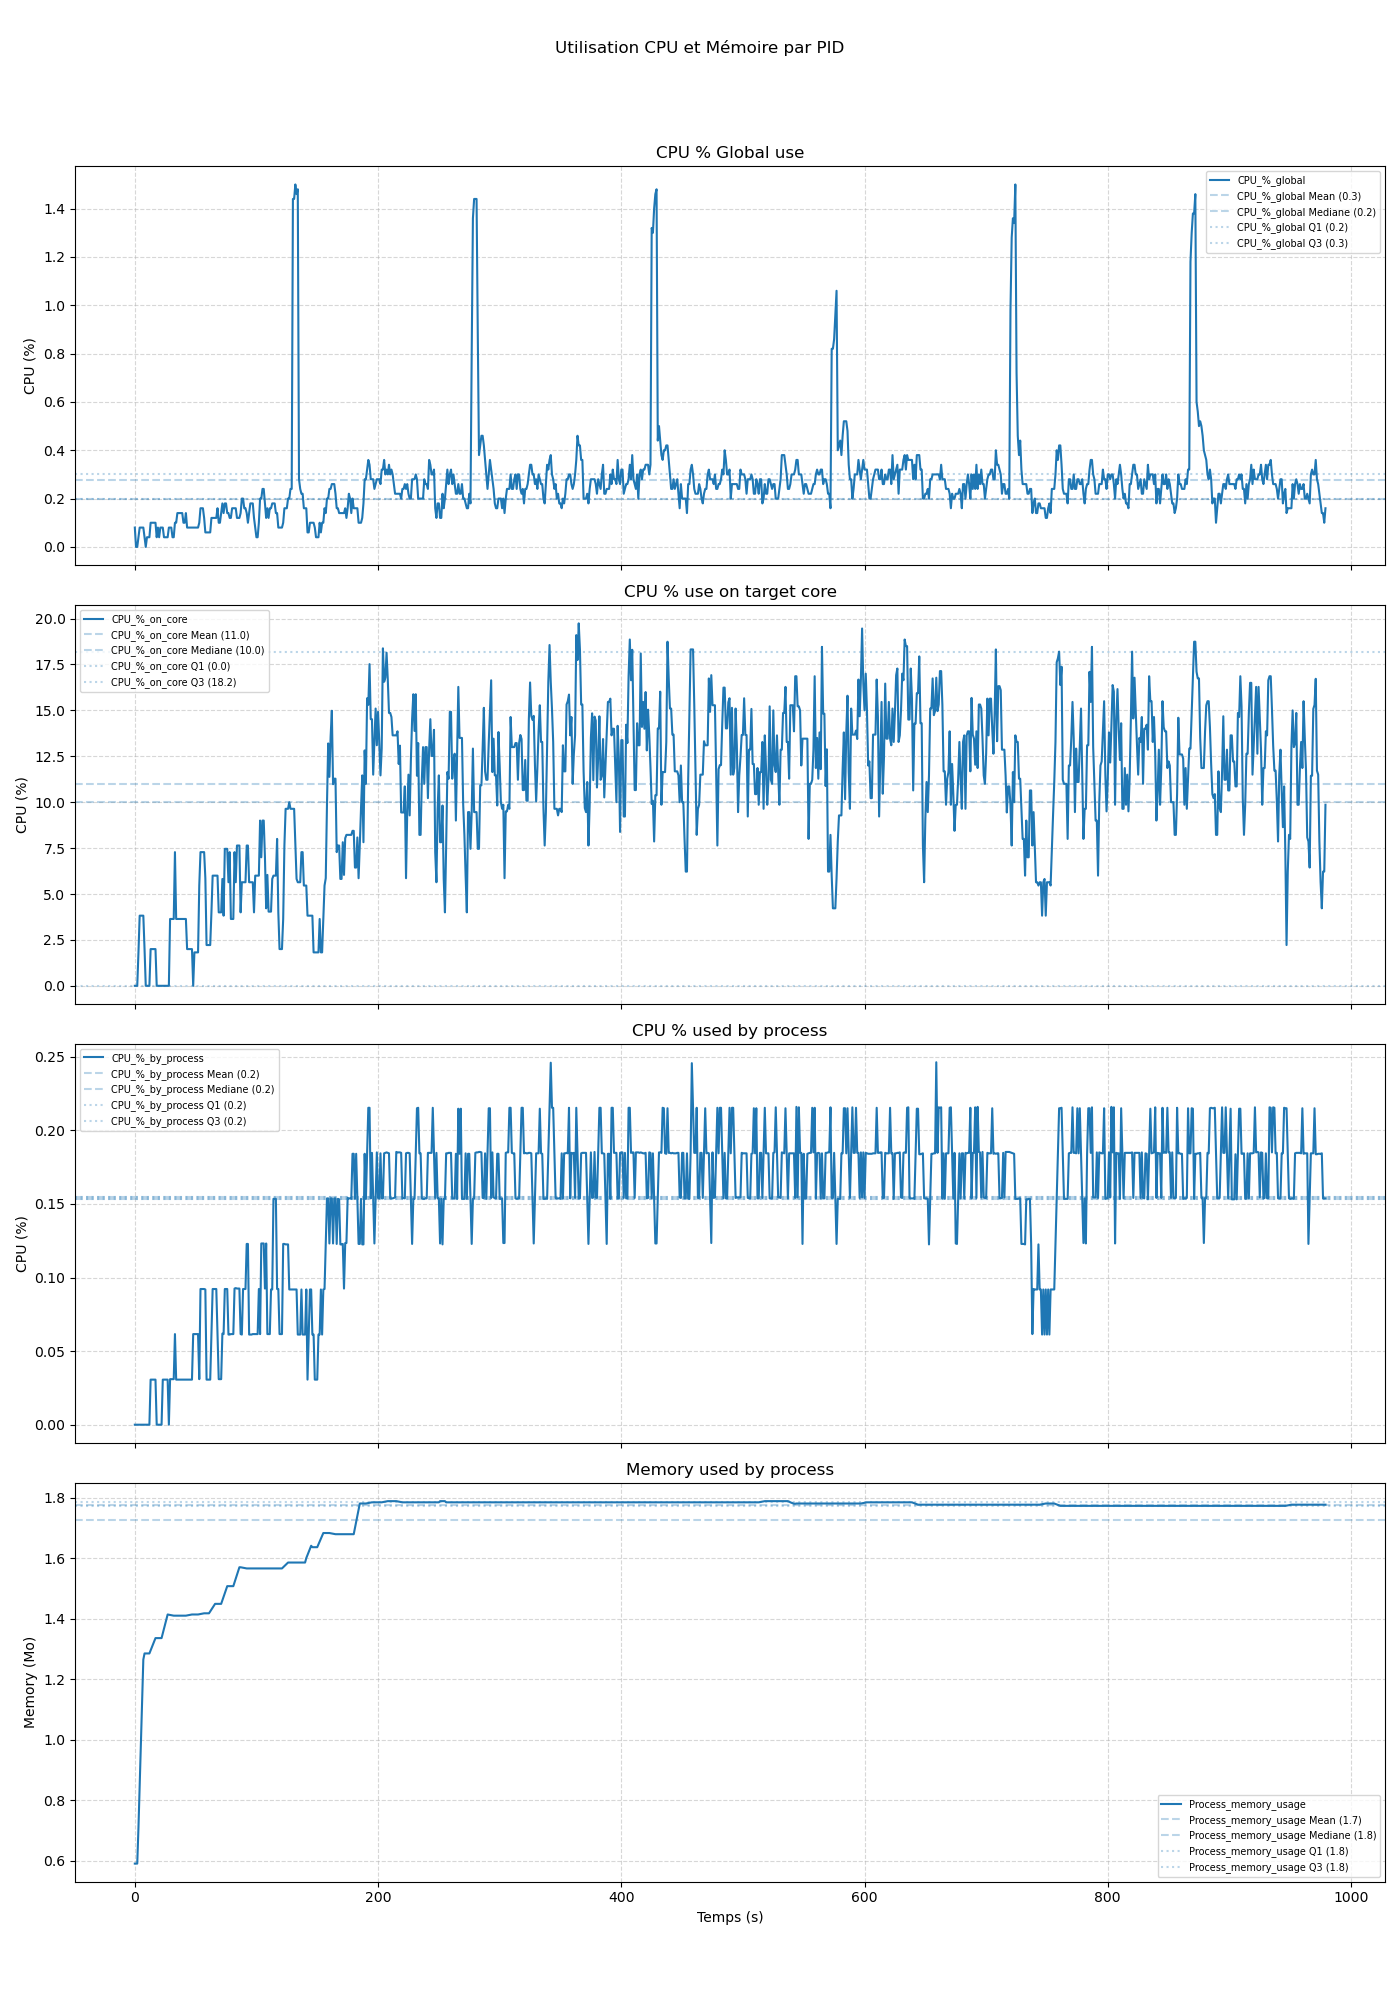 Utilisation CPU et Mémoire par PID
CPU % Global use
CPU (%)
1.4
1.2
1.0
0.8
0.6
0.4
0.2
0.0
CPU_%_global
CPU_%_global Mean (0.3)
CPU_%_global Mediane (0.2)
CPU_%_global Q1 (0.2)
CPU_%_global Q3 (0.3)
CPU % use on target core
CPU (%)
20.0
17.5
15.0
12.5
10.0
7.5
5.0
2.5
0.0
CPU_%_on_core
CPU_%_on_core Mean (11.0)
CPU_%_on_core Mediane (10.0)
CPU_%_on_core Q1 (0.0)
CPU_%_on_core Q3 (18.2)
CPU % used by process
CPU (%)
0.25
0.20
0.15
0.10
0.05
0.00
CPU_%_by_process
CPU_%_by_process Mean (0.2)
CPU_%_by_process Mediane (0.2)
CPU_%_by_process Q1 (0.2)
CPU_%_by_process Q3 (0.2)
Memory used by process
Memory (Mo)
1.8
1.6
1.4
1.2
1.0
0.8
0.6
Process_memory_usage
Process_memory_usage Mean (1.7)
Process_memory_usage Mediane (1.8)
Process_memory_usage Q1 (1.8)
Process_memory_usage Q3 (1.8)
0 200 400 600 800 1000
Temps (s)